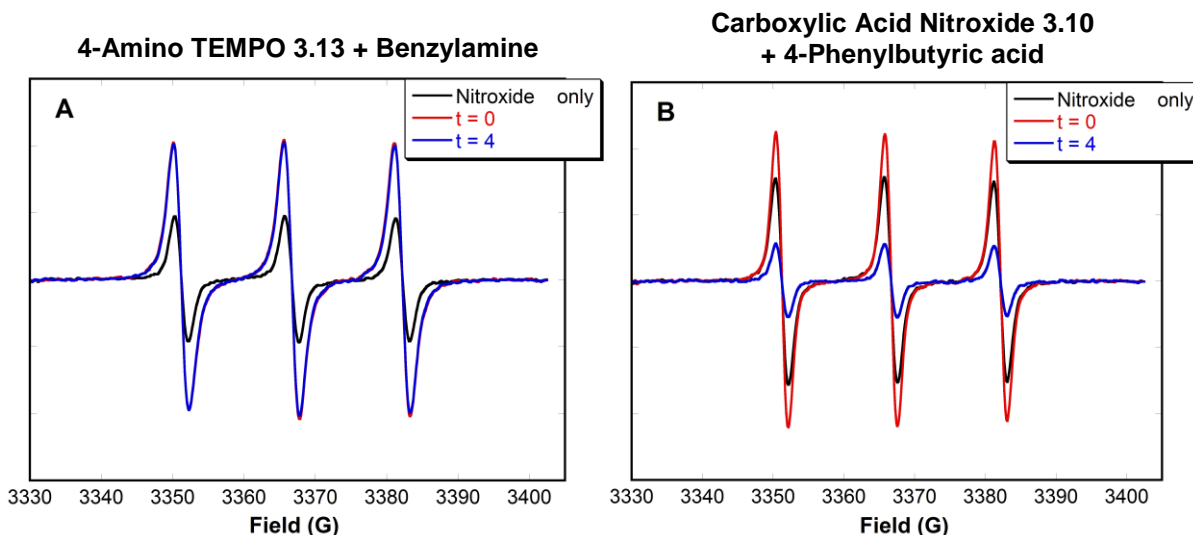 4-Amino TEMPO 3.13 + Benzylamine
A
Nitroxide only
t = 0
t = 4
3330 3340 3350 3360 3370 3380 3390 3400
Field (G)
Carboxylic Acid Nitroxide 3.10
+ 4-Phenylbutyric acid
B
Nitroxide only
t = 0
t = 4
3330 3340 3350 3360 3370 3380 3390 3400
Field (G)